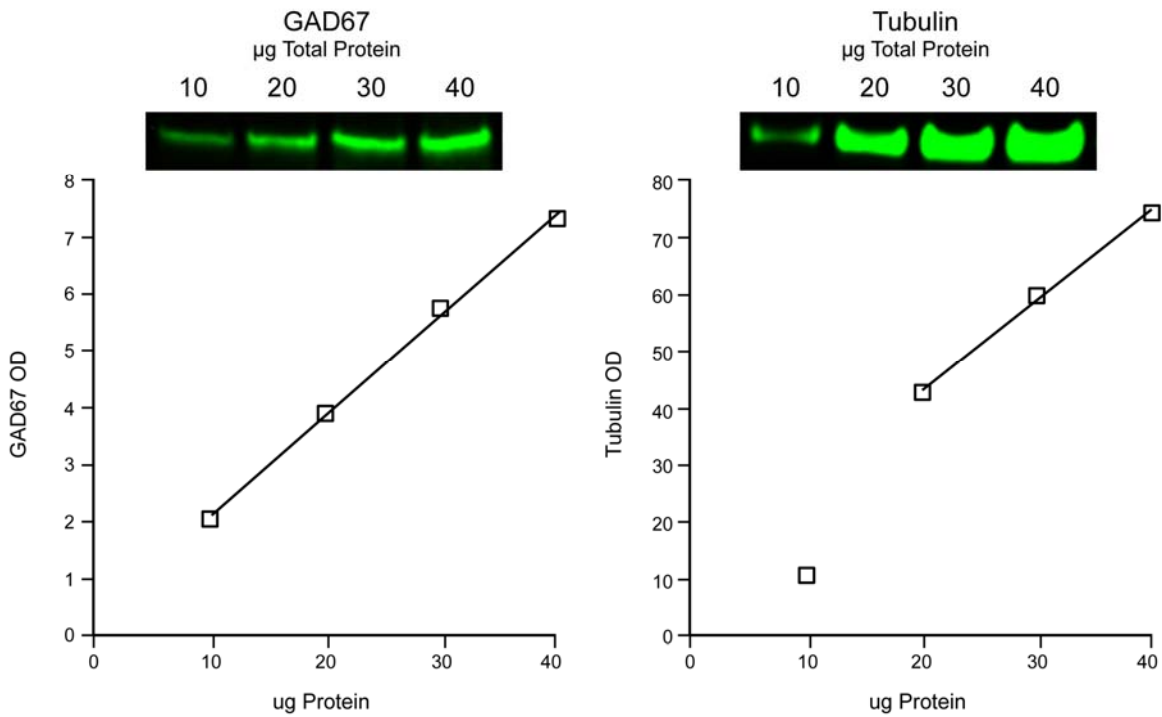 GAD67
µg Total Protein
10 20 30 40
8
7
6
5
4
3
2
1
0
GAD67 OD
0 10 20 30 40
ug Protein
Tubulin
µg Total Protein
10 20 30 40
80
70
60
50
40
30
20
10
0
Tubulin OD
0 10 20 30 40
ug Protein